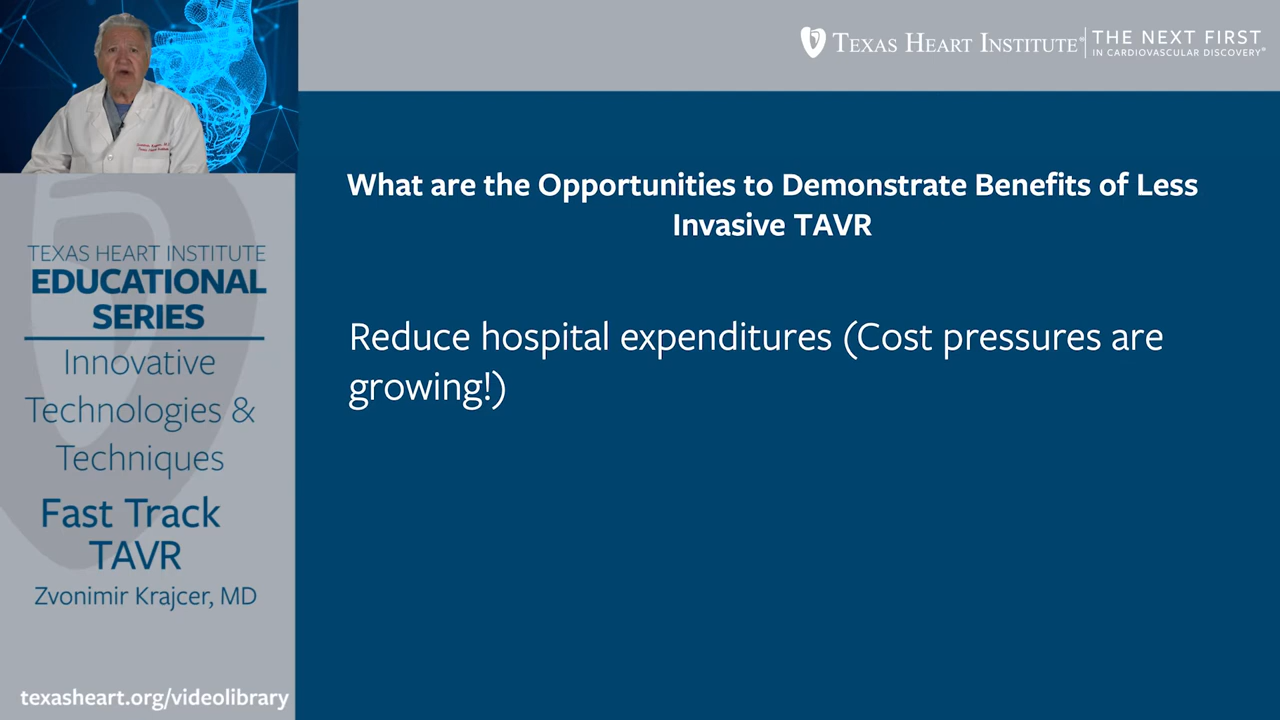 TEXAS HEART INSTITUTE®
THE NEXT FIRST
IN CARDIOVASCULAR DISCOVERY®
What are the Opportunities to Demonstrate Benefits of Less
Invasive TAVR
Reduce hospital expenditures (Cost pressures are
growing!)
TEXAS HEART INSTITUTE
EDUCATIONAL
SERIES
Innovative
Technologies &
Techniques
Fast Track
TAVR
Zvonimir Krajcer, MD
texasheart.org/videolibrary